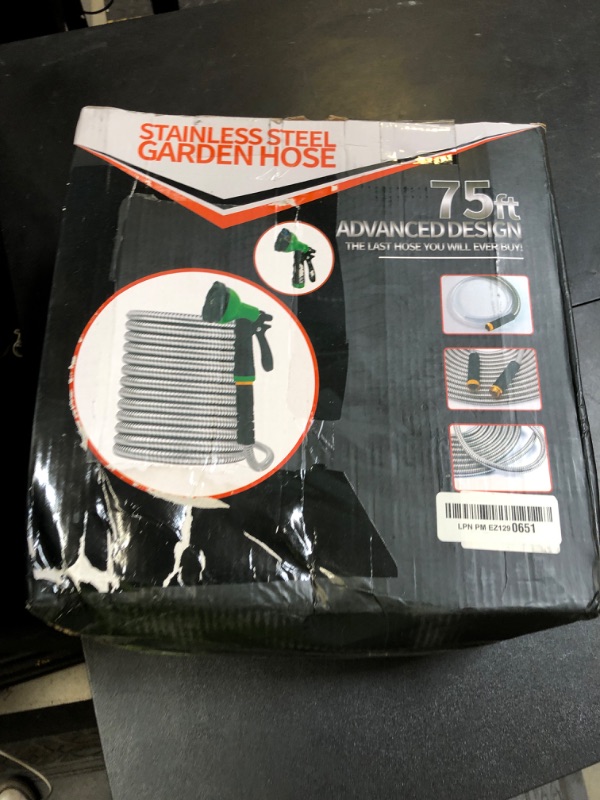 STAINLESS STEEL
GARDEN HOSE
75ft
ADVANCED DESIGN
THE LAST HOSE YOU WILL EVER BUY!
LPN PM EZ129 0651